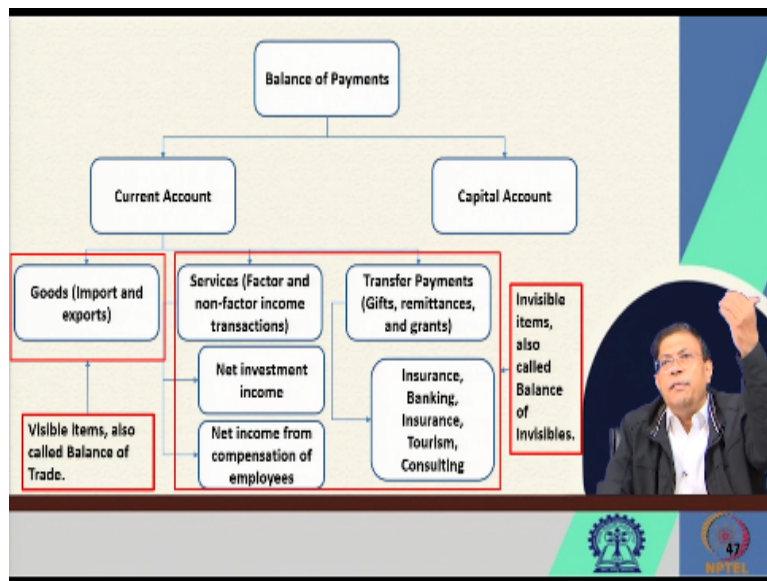 Balance of Payments
Current Account
Capital Account
Goods (Import and
exports)
Services (Factor and
non-factor income
transactions)
Transfer Payments
(Gifts, remittances,
and grants)
Invisible
items,
also
called
Balance
of
Invisibles.
Net investment
income
Insurance,
Banking,
Insurance,
Tourism,
Consulting
Visible items, also
called Balance of
Trade.
Net income from
compensation of
employees
47
NPTEL